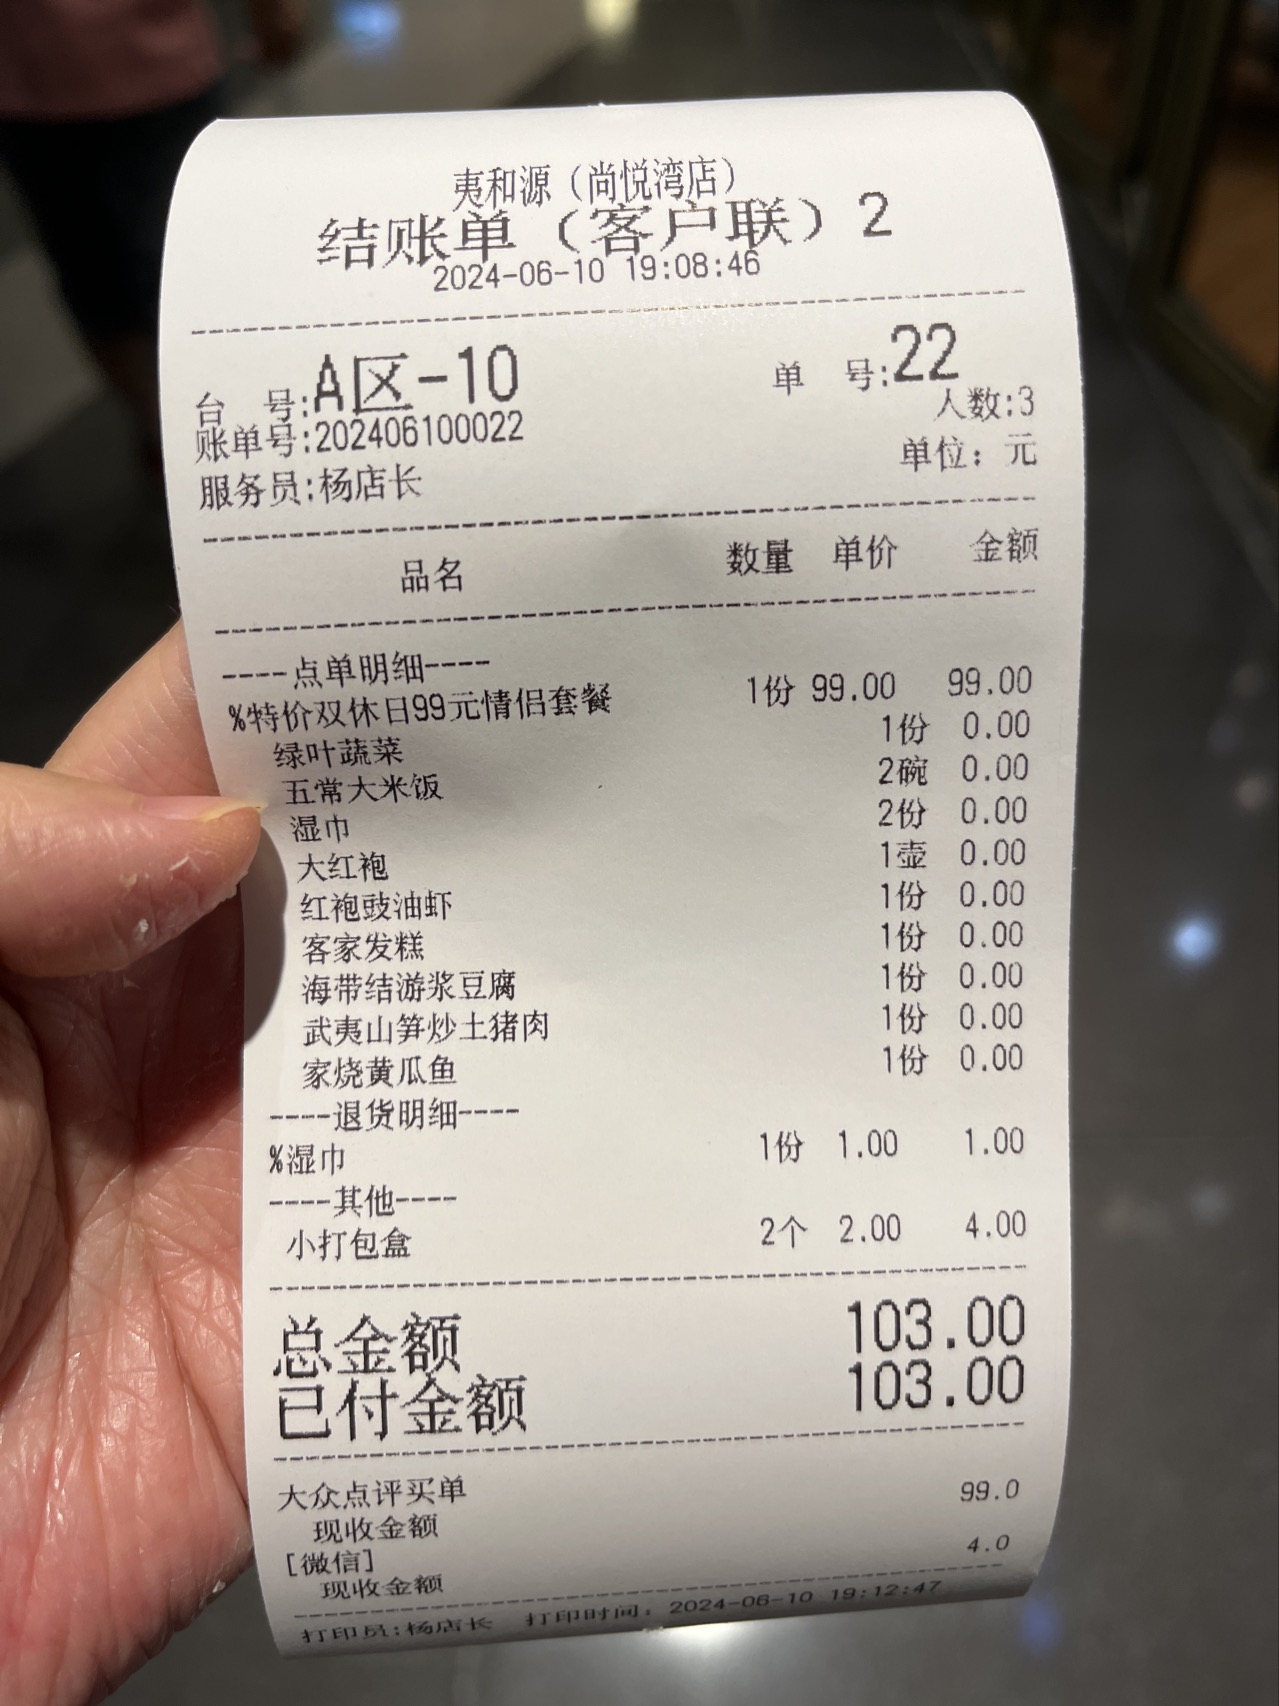 夷和源（尚悦湾店）
结账单（客户联）2
2024-06-10 19:08:46
台 号:A区-10 单 号:22
人数:3
账单号:202406100022
单位：元
服务员:杨店长
品名 数量 单价 金额
----点单明细----
%特价双休日99元情侣套餐 1份 99.00 99.00
绿叶蔬菜 1份 0.00
五常大米饭 2碗 0.00
湿巾 2份 0.00
大红袍 1壶 0.00
红袍豉油虾 1份 0.00
客家发糕 1份 0.00
海带结游浆豆腐 1份 0.00
武夷山笋炒土猪肉 1份 0.00
家烧黄瓜鱼 1份 0.00
----退货明细----
%湿巾 1份 1.00 1.00
----其他----
小打包盒 2个 2.00 4.00
总金额 103.00
已付金额 103.00
大众点评买单
现收金额 99.0
[微信]
现收金额 4.0
打印员:杨店长 打印时间：2024-06-10 19:12:47